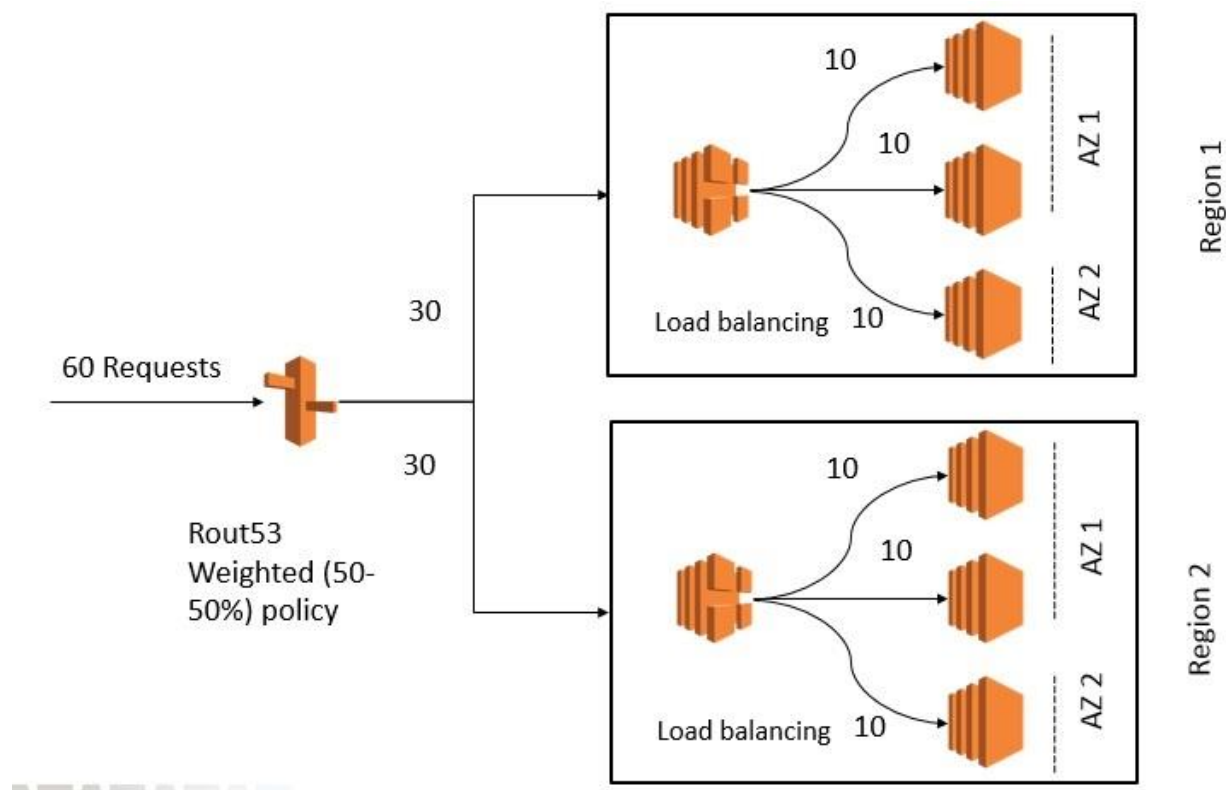 60 Requests
Rout53
Weighted (50-
50%) policy
30
30
10
10
10
Load balancing
AZ 1
AZ 2
Region 1
10
10
10
Load balancing
AZ 1
AZ 2
Region 2